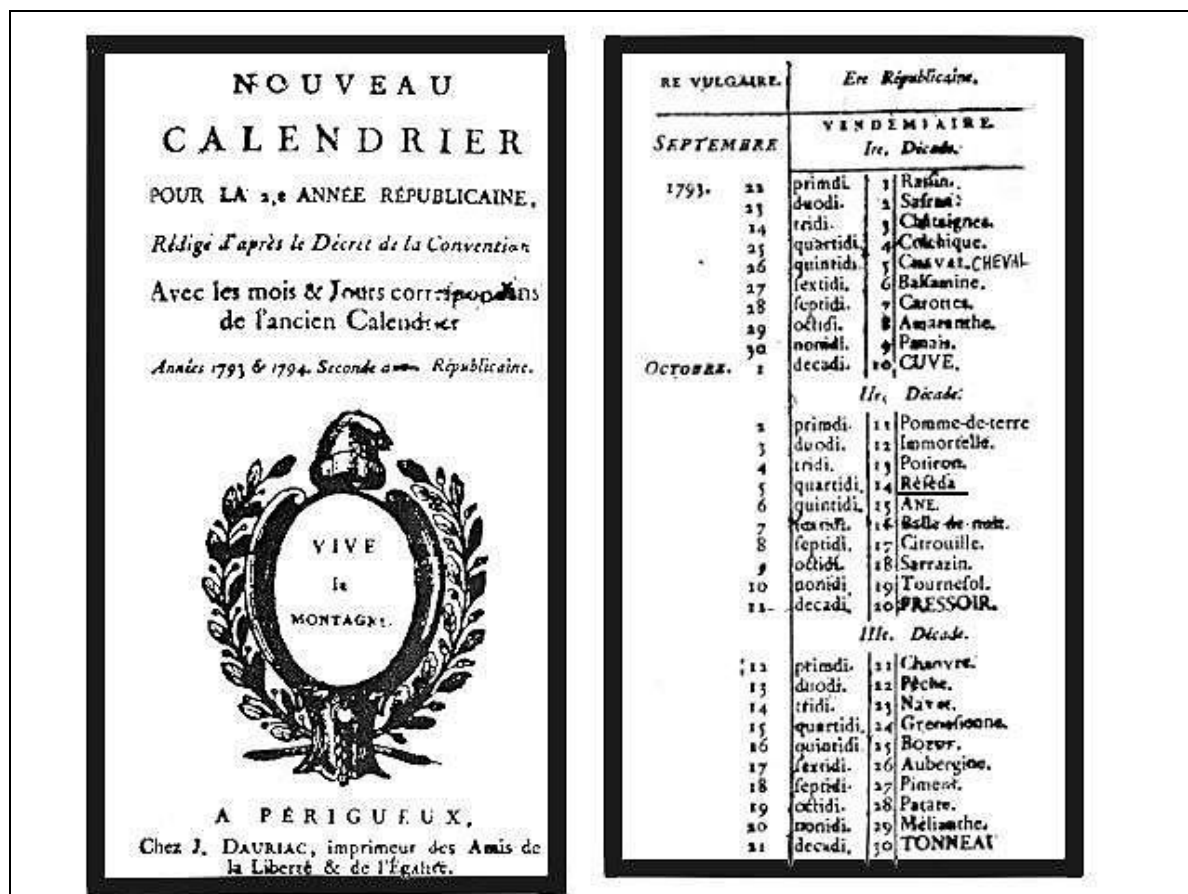 NOUVEAU
CALENDRIER
POUR LA 2,e ANNÉE RÉPUBLICAINE,
Rédigé d'après le Décret de la Convention
Avec les mois & Jours
de l'ancien Calendrier
Années 1793 & 1794. Seconde Républicaine.
VIVE
la
MONTAGNE.
A PÉRIGUEUX,
Chez J. DAURIAC, imprimeur des Amis de
la Liberté & de l'Égalité.
RE VULGAIRE. Ere Républicaine.
SEPTEMBRE VENDEMIAIRE.
Ire. Décade.
1793. 22 primdi. 1 Raisin.
23 duodi. 2 Safran.
24 tridi. 3 Châtaignes.
25 quartidi. 4 Colchique.
26 quintidi. 5 CHEVAL. CHEVAL
27 sextidi. 6 Balsamine.
28 septidi. 7 Carottes.
29 octidi. 8 Amaranthe.
30 nonidi. 9 Panais.
OCTOBRE. 1 decadi. 10 CUVE.
IIe. Décade.
2 primdi. 11 Pomme-de-terre
3 duodi. 12 Immortelle.
4 tridi. 13 Potiron.
5 quartidi. 14 Réséda
6 quintidi. 15 ANE.
7 sextidi. 16 Belle de nuit.
8 septidi. 17 Citrouille.
9 octidi. 18 Sarrazin.
10 nonidi 19 Tournesol.
11 decadi. 20 PRESSOIR.
IIIe. Décade.
12 primdi. 21 Chanvre.
13 duodi. 22 Pêche.
14 tridi. 23 Navet.
15 quartidi. 24
16 quintidi 25 BOEUF.
17 sextidi. 26 Aubergine.
18 septidi. 27 Piment.
19 octidi. 28 Patate.
20 nonidi. 29 Mélianthe.
21 decadi. 30 TONNEAU